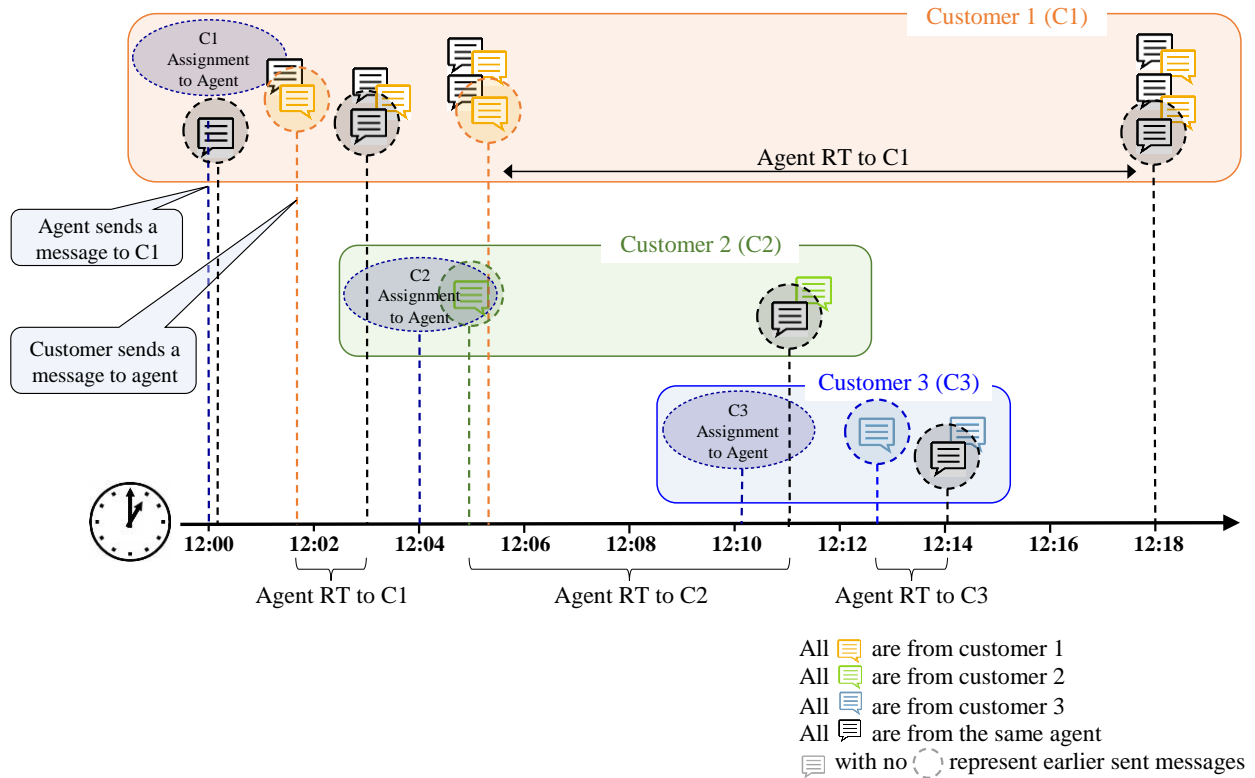 Customer 1 (C1)
C1
Assignment
to Agent
Agent RT to C1
Agent sends a
message to C1
Customer 2 (C2)
C2
Assignment
to Agent
Customer sends a
message to agent
Customer 3 (C3)
C3
Assignment
to Agent
12:00 12:02 12:04 12:06 12:08 12:10 12:12 12:14 12:16 12:18
Agent RT to C1 Agent RT to C2 Agent RT to C3
All are from customer 1
All are from customer 2
All are from customer 3
All are from the same agent
with no represent earlier sent messages